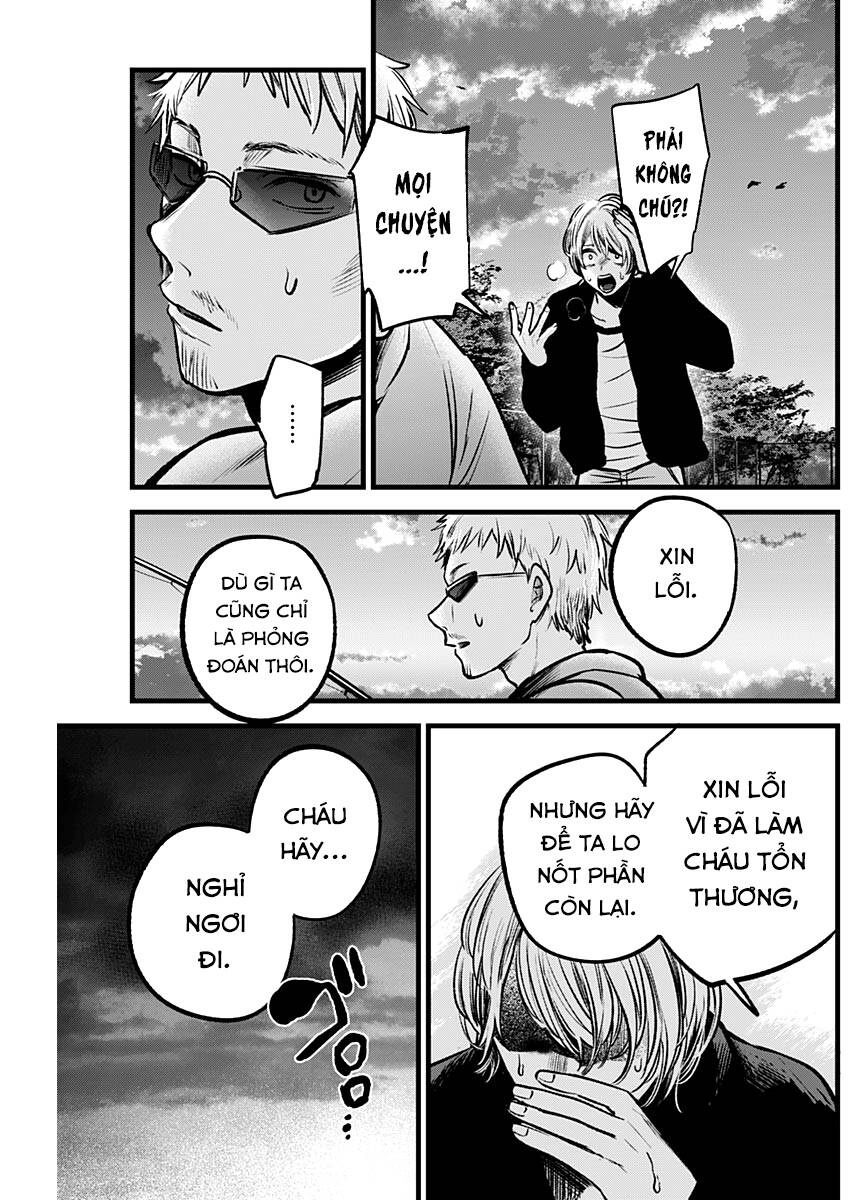 PHẢI
KHÔNG
CHÚ?!
MỌI
CHUYỆN
...!
......
XIN
LỖI.
DÙ GÌ TA
CŨNG CHỈ
LÀ PHỎNG
ĐOÁN THÔI.
XIN LỖI
VÌ ĐÃ LÀM
CHÁU TỔN
THƯƠNG,
NHƯNG HÃY
ĐỂ TA LO
NỐT PHẦN
CÒN LẠI.
CHÁU
HÃY...
NGHỈ
NGƠI
ĐI.